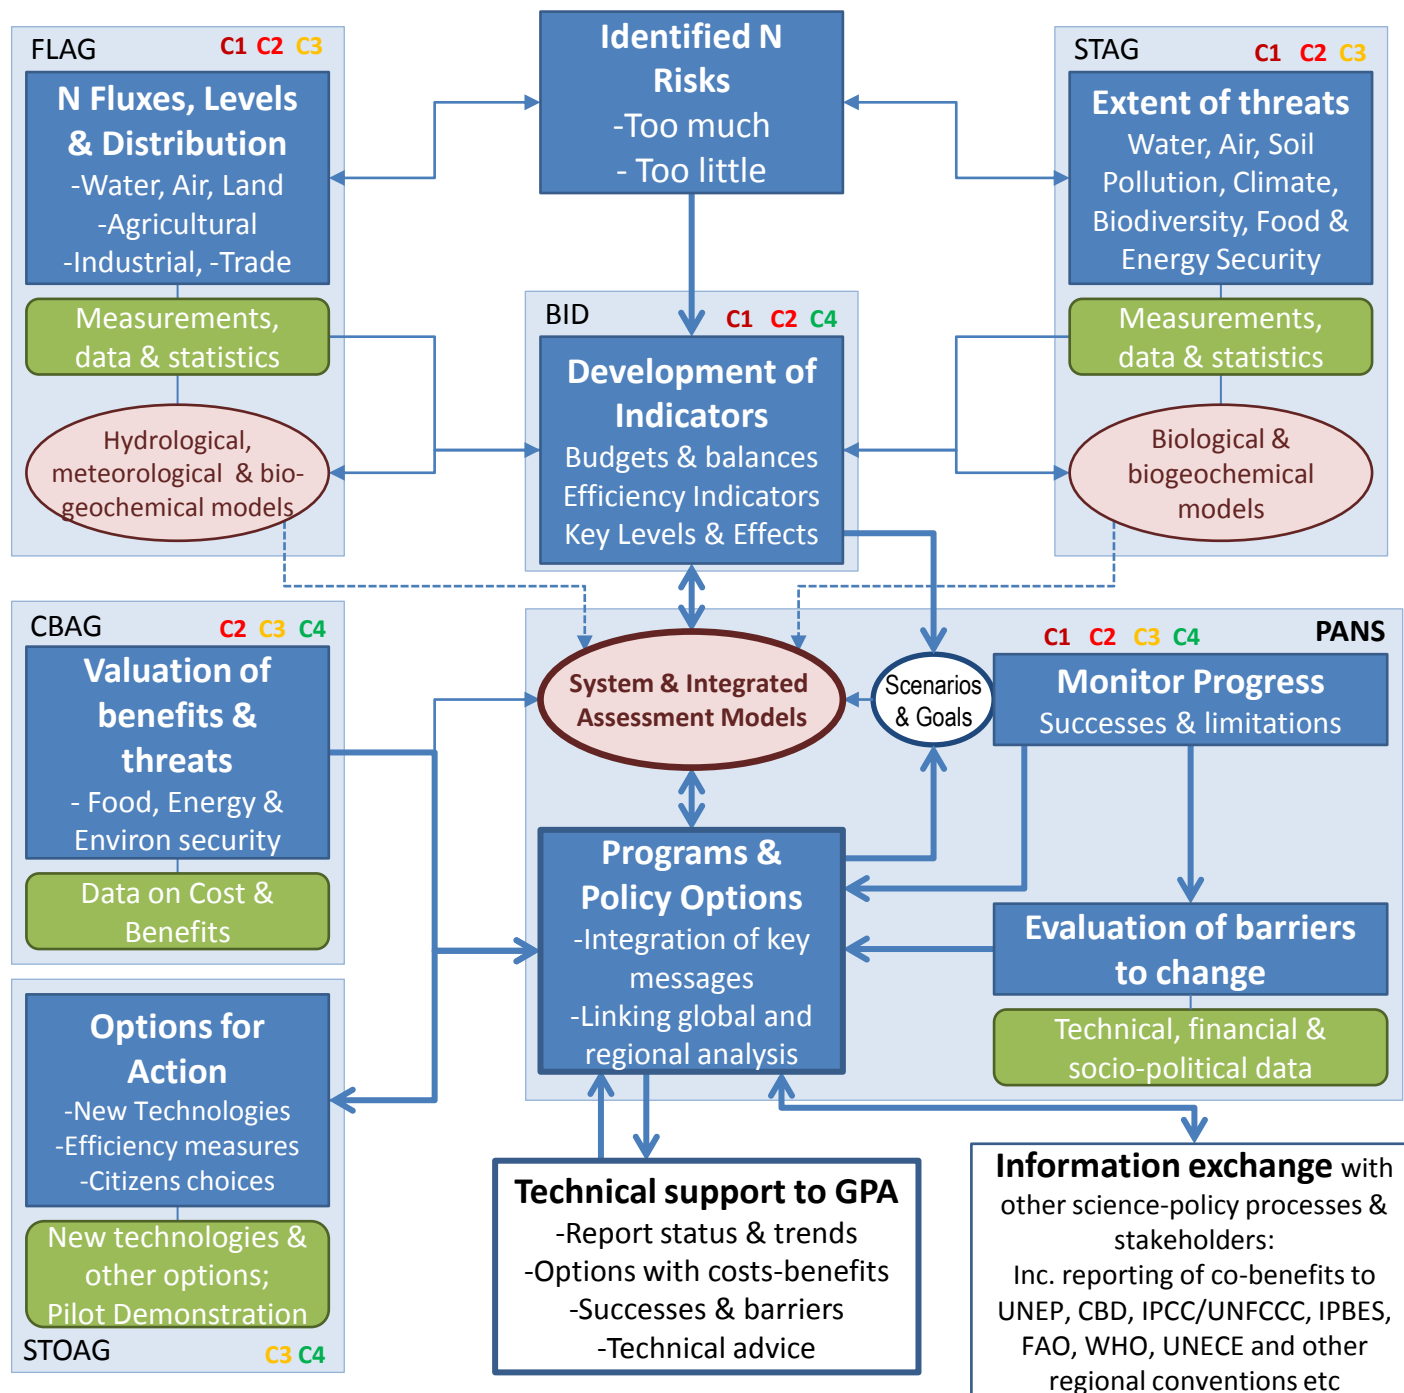 FLAG
C1 C2 C3
N Fluxes, Levels
& Distribution
-Water, Air, Land
-Agricultural
-Industrial, -Trade
Measurements,
data & statistics
Hydrological,
meteorological & bio-
geochemical models
Identified N
Risks
-Too much
- Too little
STAG
C1 C2 C3
Extent of threats
Water, Air, Soil
Pollution, Climate,
Biodiversity, Food &
Energy Security
Measurements,
data & statistics
Biological &
biogeochemical
models
BID
C1 C2 C4
Development of
Indicators
Budgets & balances
Efficiency Indicators
Key Levels & Effects
CBAG
C2 C3 C4
Valuation of
benefits &
threats
- Food, Energy &
Environ security
Data on Cost &
Benefits
System & Integrated
Assessment Models
Scenarios
& Goals
C1 C2 C3 C4
PANS
Monitor Progress
Successes & limitations
Programs &
Policy Options
-Integration of key
messages
-Linking global and
regional analysis
Evaluation of barriers
to change
Technical, financial &
socio-political data
Options for
Action
-New Technologies
-Efficiency measures
-Citizens choices
New technologies &
other options;
Pilot Demonstration
STOAG
C3 C4
Technical support to GPA
-Report status & trends
-Options with costs-benefits
-Successes & barriers
-Technical advice
Information exchange with
other science-policy processes &
stakeholders:
Inc. reporting of co-benefits to
UNEP, CBD, IPCC/UNFCCC, IPBES,
FAO, WHO, UNECE and other
regional conventions etc